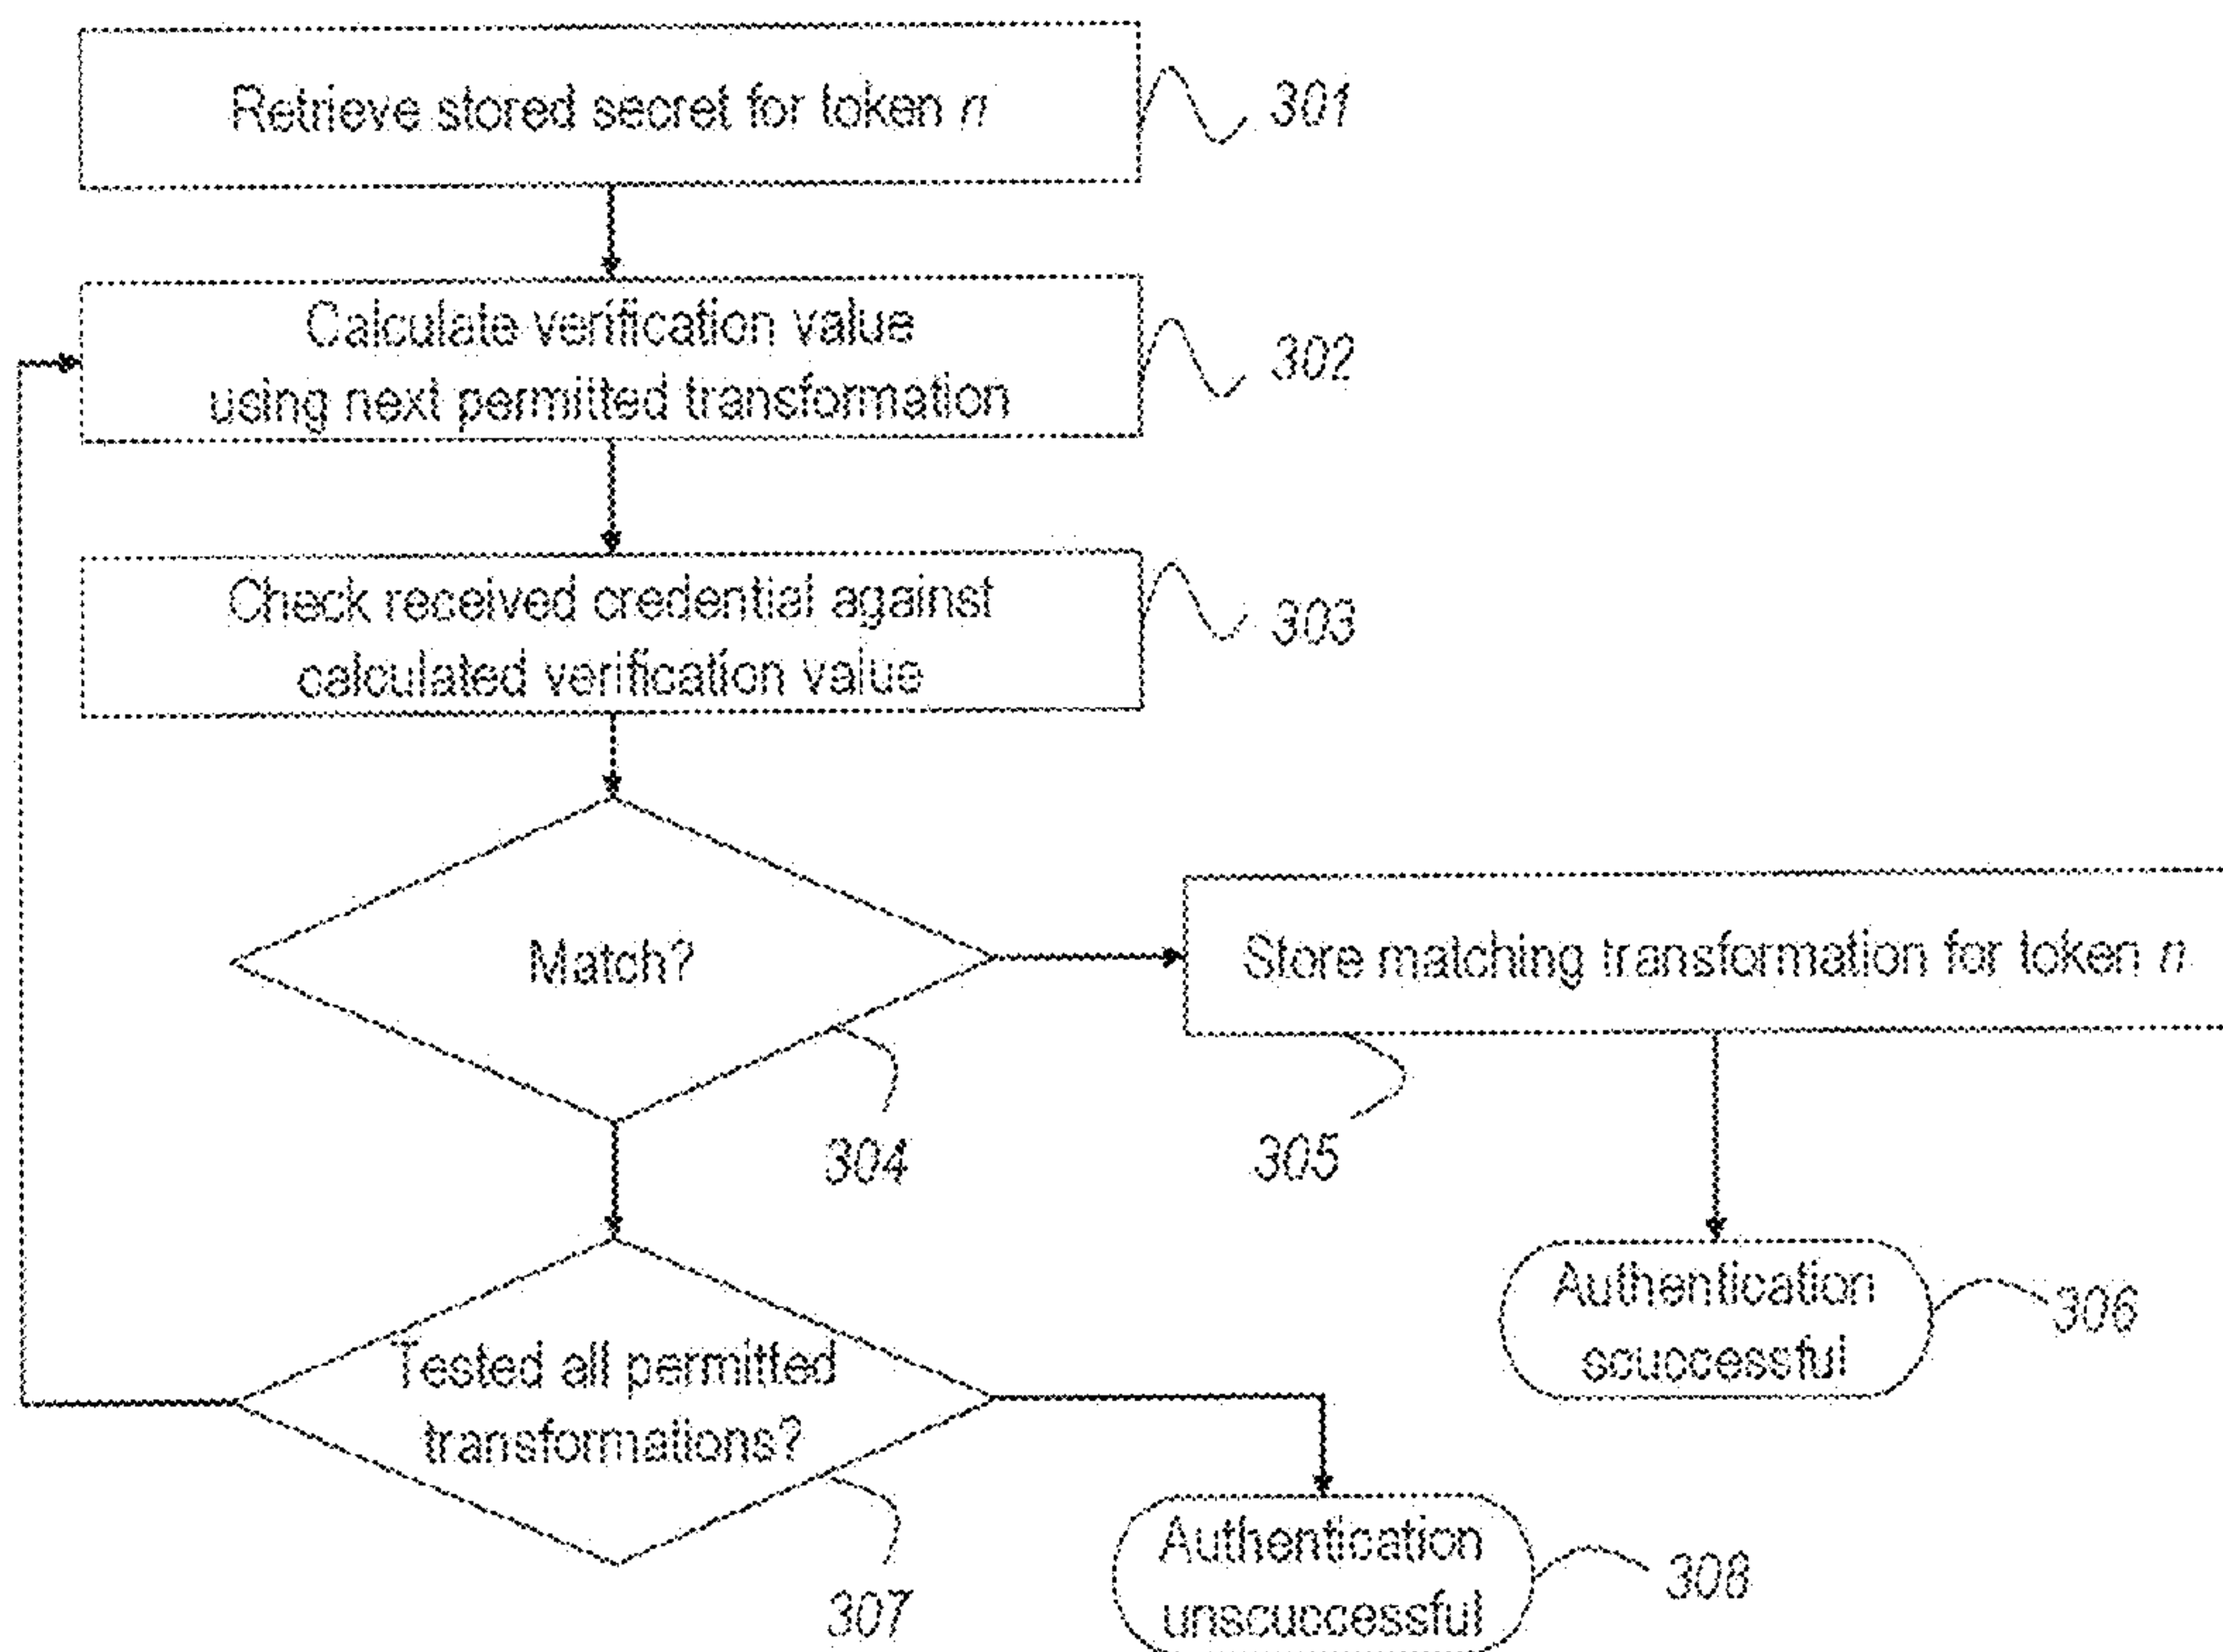 Retrieve stored secret for token n
301
Calculate verification value
using next permitted transformation
302
Check received credential against
calculated verification value
303
Match?
304
Store matching transformation for token n
305
Authentication
scuccessful
306
Tested all permitted
transformations?
307
Authentication
unscuccessful
308